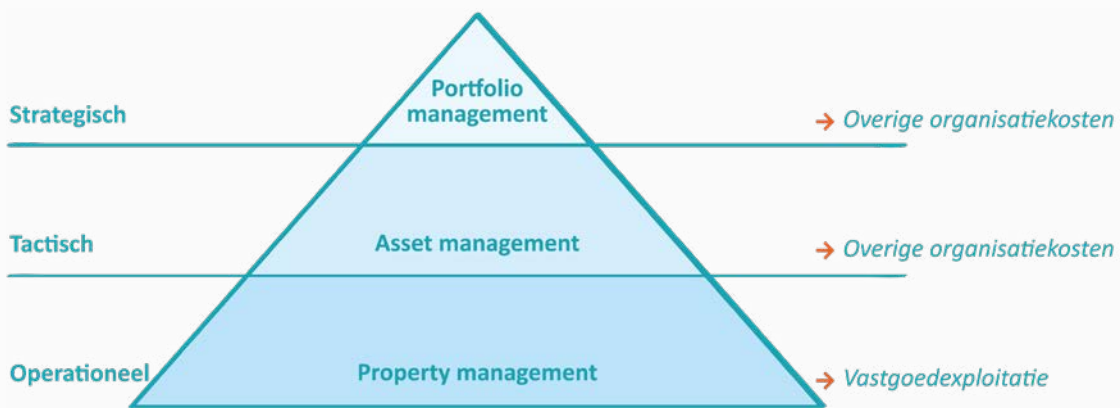 Portfolio
management
Strategisch
→ Overige organisatiekosten
Tactisch
Asset management
→ Overige organisatiekosten
Operationeel
Property management
→ Vastgoedexploitatie